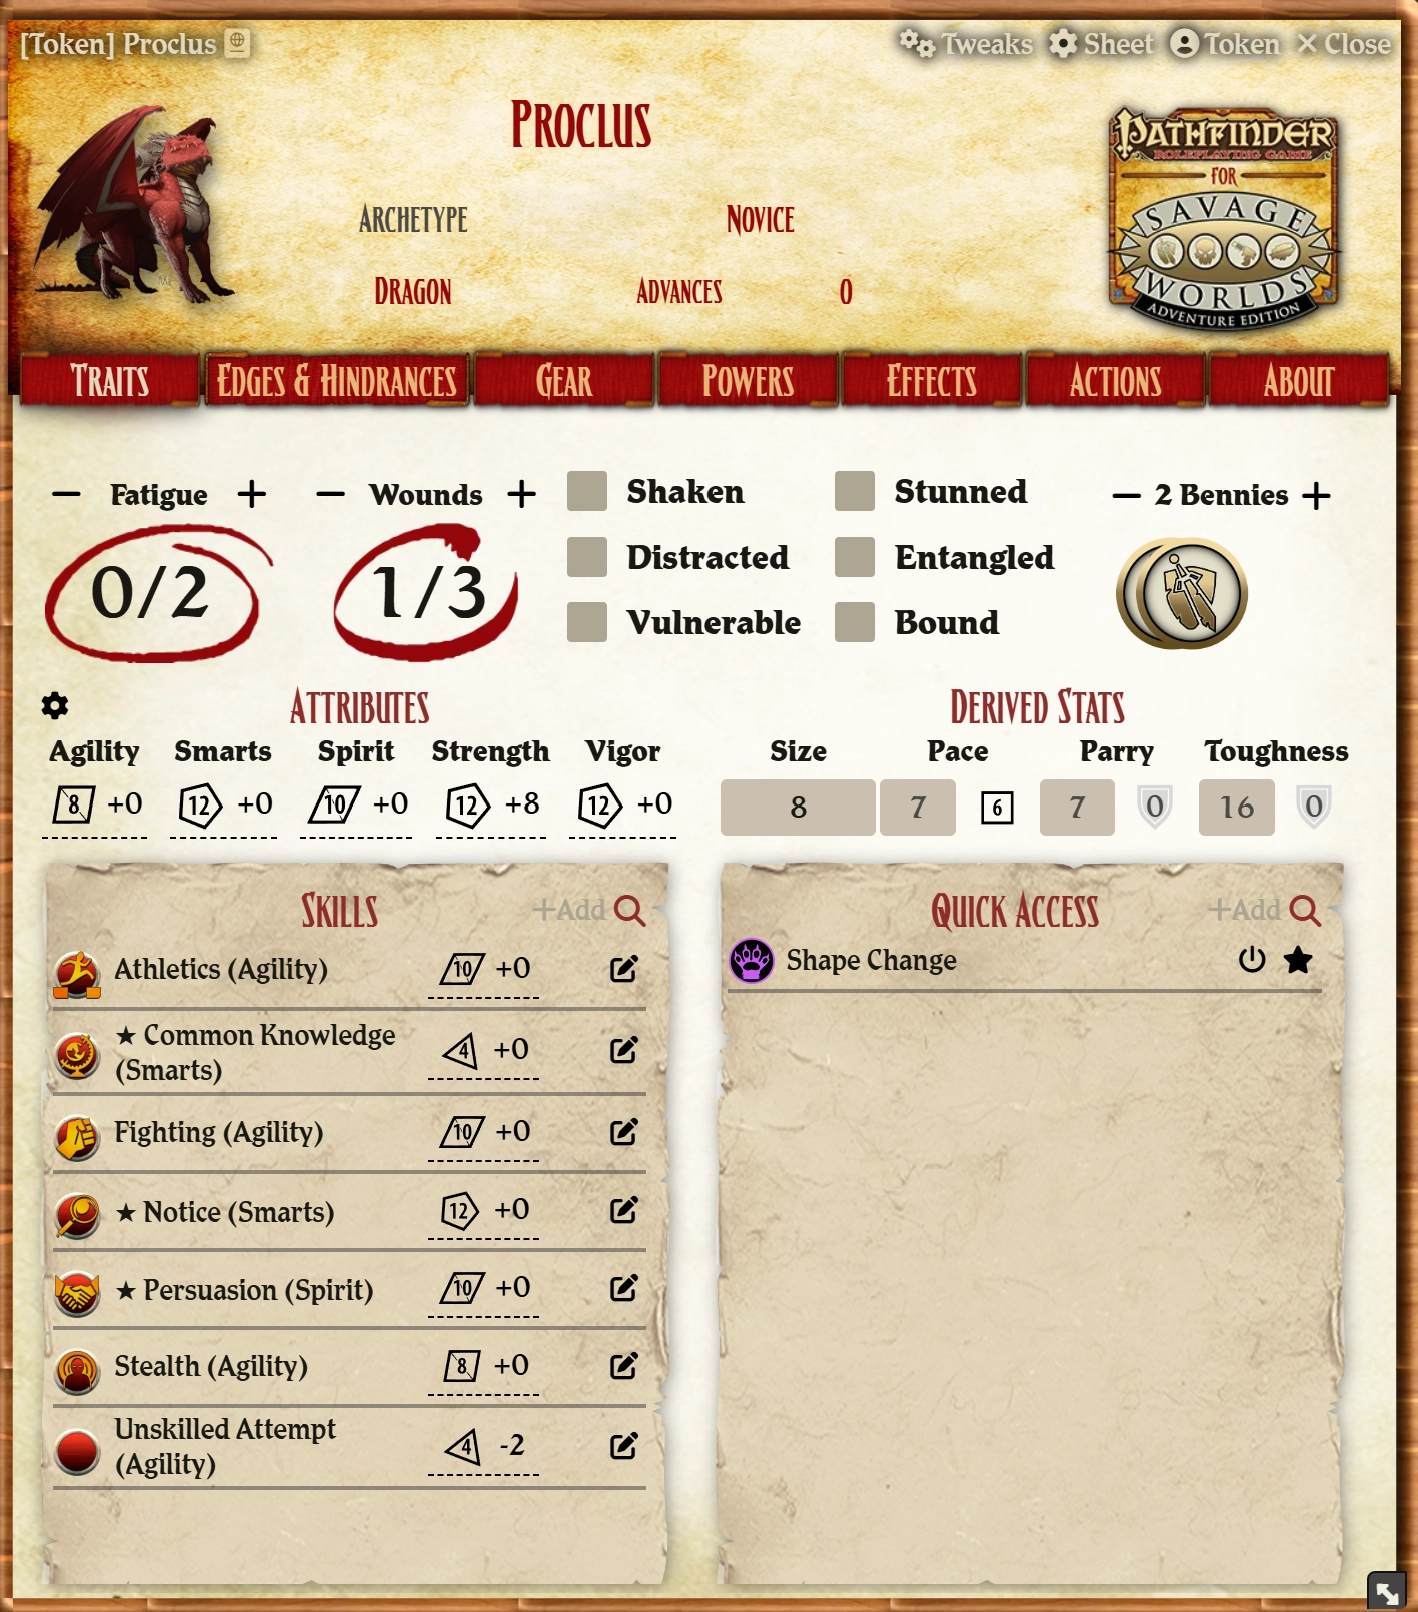 [Token] Proclus Tweaks Sheet Token Close
Proclus
PATHFINDER
ROLEPLAYING GAME
FOR
SAVAGE
WORLDS
ADVENTURE EDITION
Archetype Novice
Dragon Advances 0
Traits Edges & Hindrances Gear Powers Effects Actions About
− Fatigue + − Wounds + Shaken Stunned − 2 Bennies +
0/2 1/3 Distracted Entangled
Vulnerable Bound
Attributes Derived Stats
Agility Smarts Spirit Strength Vigor Size Pace Parry Toughness
8 +0 12 +0 10 +0 12 +8 12 +0 8 7 6 7 0 16 0
Skills +Add
Athletics (Agility) 10 +0
★ Common Knowledge
(Smarts) 4 +0
Fighting (Agility) 10 +0
★ Notice (Smarts) 12 +0
★ Persuasion (Spirit) 10 +0
Stealth (Agility) 8 +0
Unskilled Attempt
(Agility) 4 -2
Quick Access +Add
Shape Change